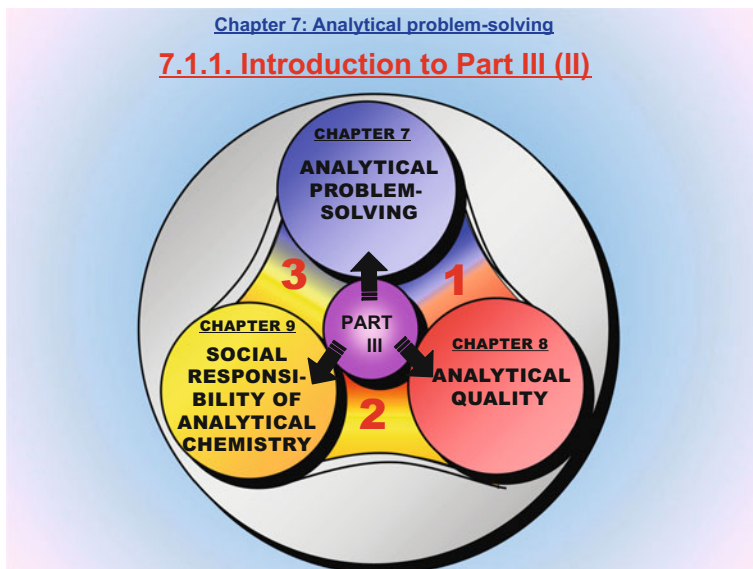 Chapter 7: Analytical problem-solving
7.1.1. Introduction to Part III (II)
CHAPTER 7
ANALYTICAL
PROBLEM-
SOLVING
3
1
PART
III
CHAPTER 9
SOCIAL
RESPONSI-
BILITY OF
ANALYTICAL
CHEMISTRY
CHAPTER 8
ANALYTICAL
QUALITY
2